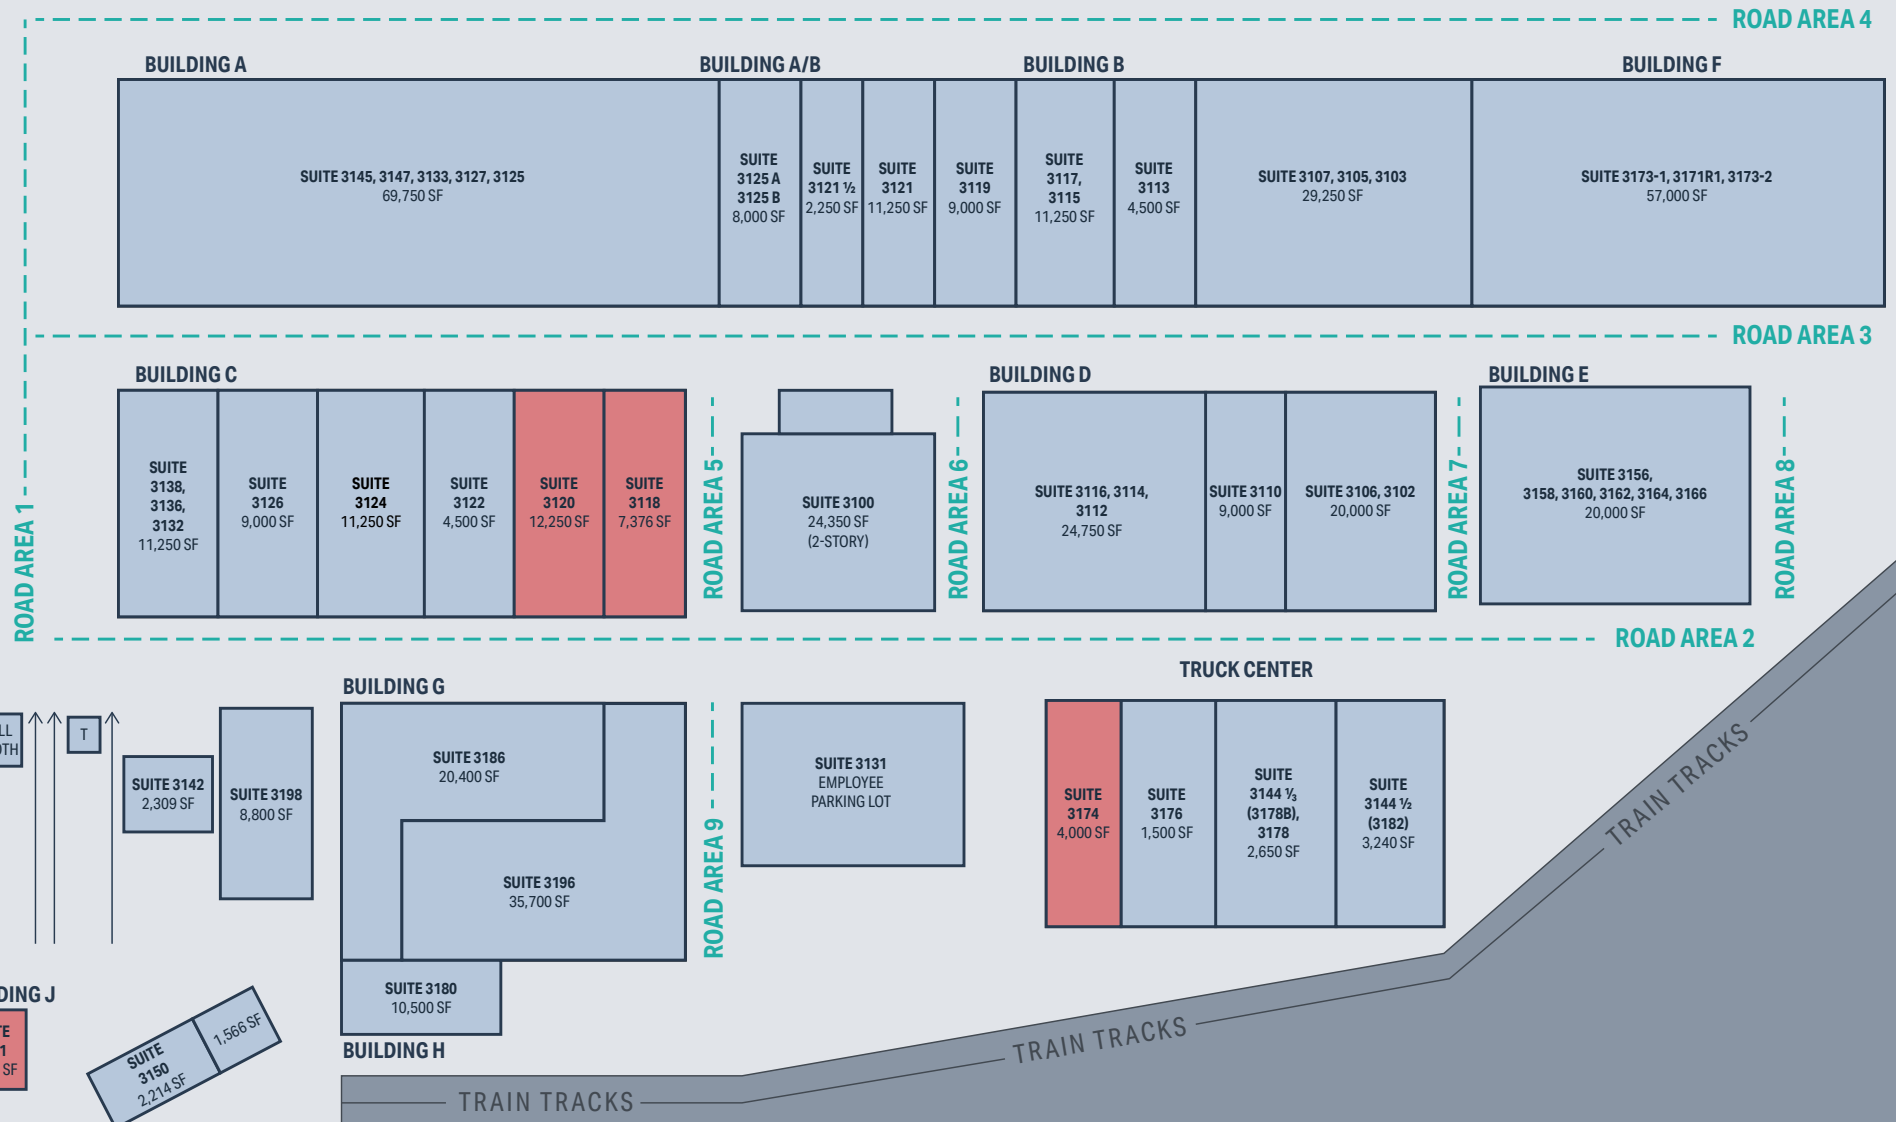 ROAD AREA 4
BUILDING A
BUILDING A/B
BUILDING B
BUILDING F
SUITE 3145, 3147, 3133, 3127, 3125
69,750 SF
SUITE
3125 A
3125 B
8,000 SF
SUITE
3121 ½
2,250 SF
SUITE
3121
11,250 SF
SUITE
3119
9,000 SF
SUITE
3117,
3115
11,250 SF
SUITE
3113
4,500 SF
SUITE 3107, 3105, 3103
29,250 SF
SUITE 3173-1, 3171R1, 3173-2
57,000 SF
ROAD AREA 3
ROAD AREA 1
BUILDING C
BUILDING D
BUILDING E
SUITE
3138,
3136,
3132
11,250 SF
SUITE
3126
9,000 SF
SUITE
3124
11,250 SF
SUITE
3122
4,500 SF
SUITE
3120
12,250 SF
SUITE
3118
7,376 SF
ROAD AREA 5
SUITE 3100
24,350 SF
(2-STORY)
ROAD AREA 6
SUITE 3116, 3114,
3112
24,750 SF
SUITE 3110
9,000 SF
SUITE 3106, 3102
20,000 SF
ROAD AREA 7
SUITE 3156,
3158, 3160, 3162, 3164, 3166
20,000 SF
ROAD AREA 8
ROAD AREA 2
TRUCK CENTER
BUILDING G
LL
OTH
T
SUITE 3142
2,309 SF
SUITE 3198
8,800 SF
SUITE 3186
20,400 SF
SUITE 3196
35,700 SF
ROAD AREA 9
SUITE 3131
EMPLOYEE
PARKING LOT
SUITE
3174
4,000 SF
SUITE
3176
1,500 SF
SUITE
3144 ⅓
(3178B),
3178
2,650 SF
SUITE
3144 ½
(3182)
3,240 SF
TRAIN TRACKS
SUITE 3180
10,500 SF
BUILDING H
DING J
TE
1
SF
SUITE
3150
2,214 SF
1,566 SF
TRAIN TRACKS
TRAIN TRACKS